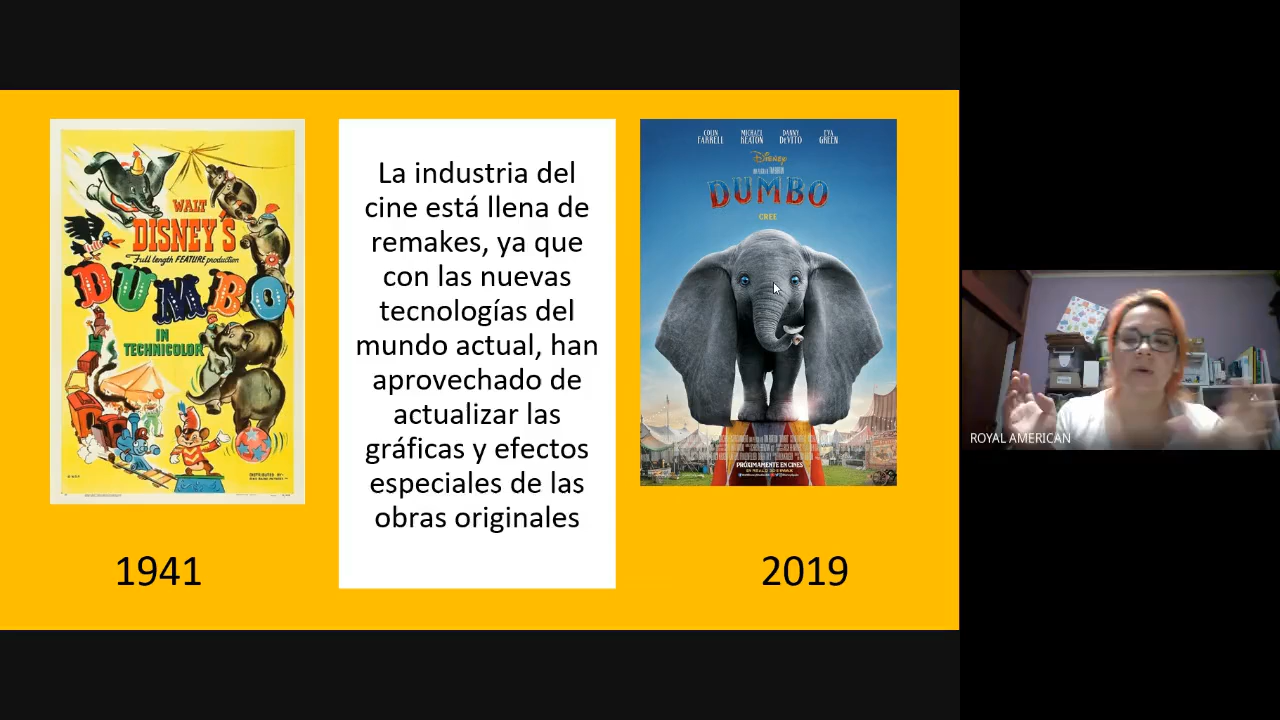 WALT
DISNEY'S
Full length FEATURE production
DUMBO
IN
TECHNICOLOR
1941
La industria del
cine está llena de
remakes, ya que
con las nuevas
tecnologías del
mundo actual, han
aprovechado de
actualizar las
gráficas y efectos
especiales de las
obras originales
COLIN FARRELL MICHAEL KEATON DANNY DeVITO EVA GREEN
Disney
DUMBO
CREE
PRÓXIMAMENTE EN CINES
2019
ROYAL AMERICAN